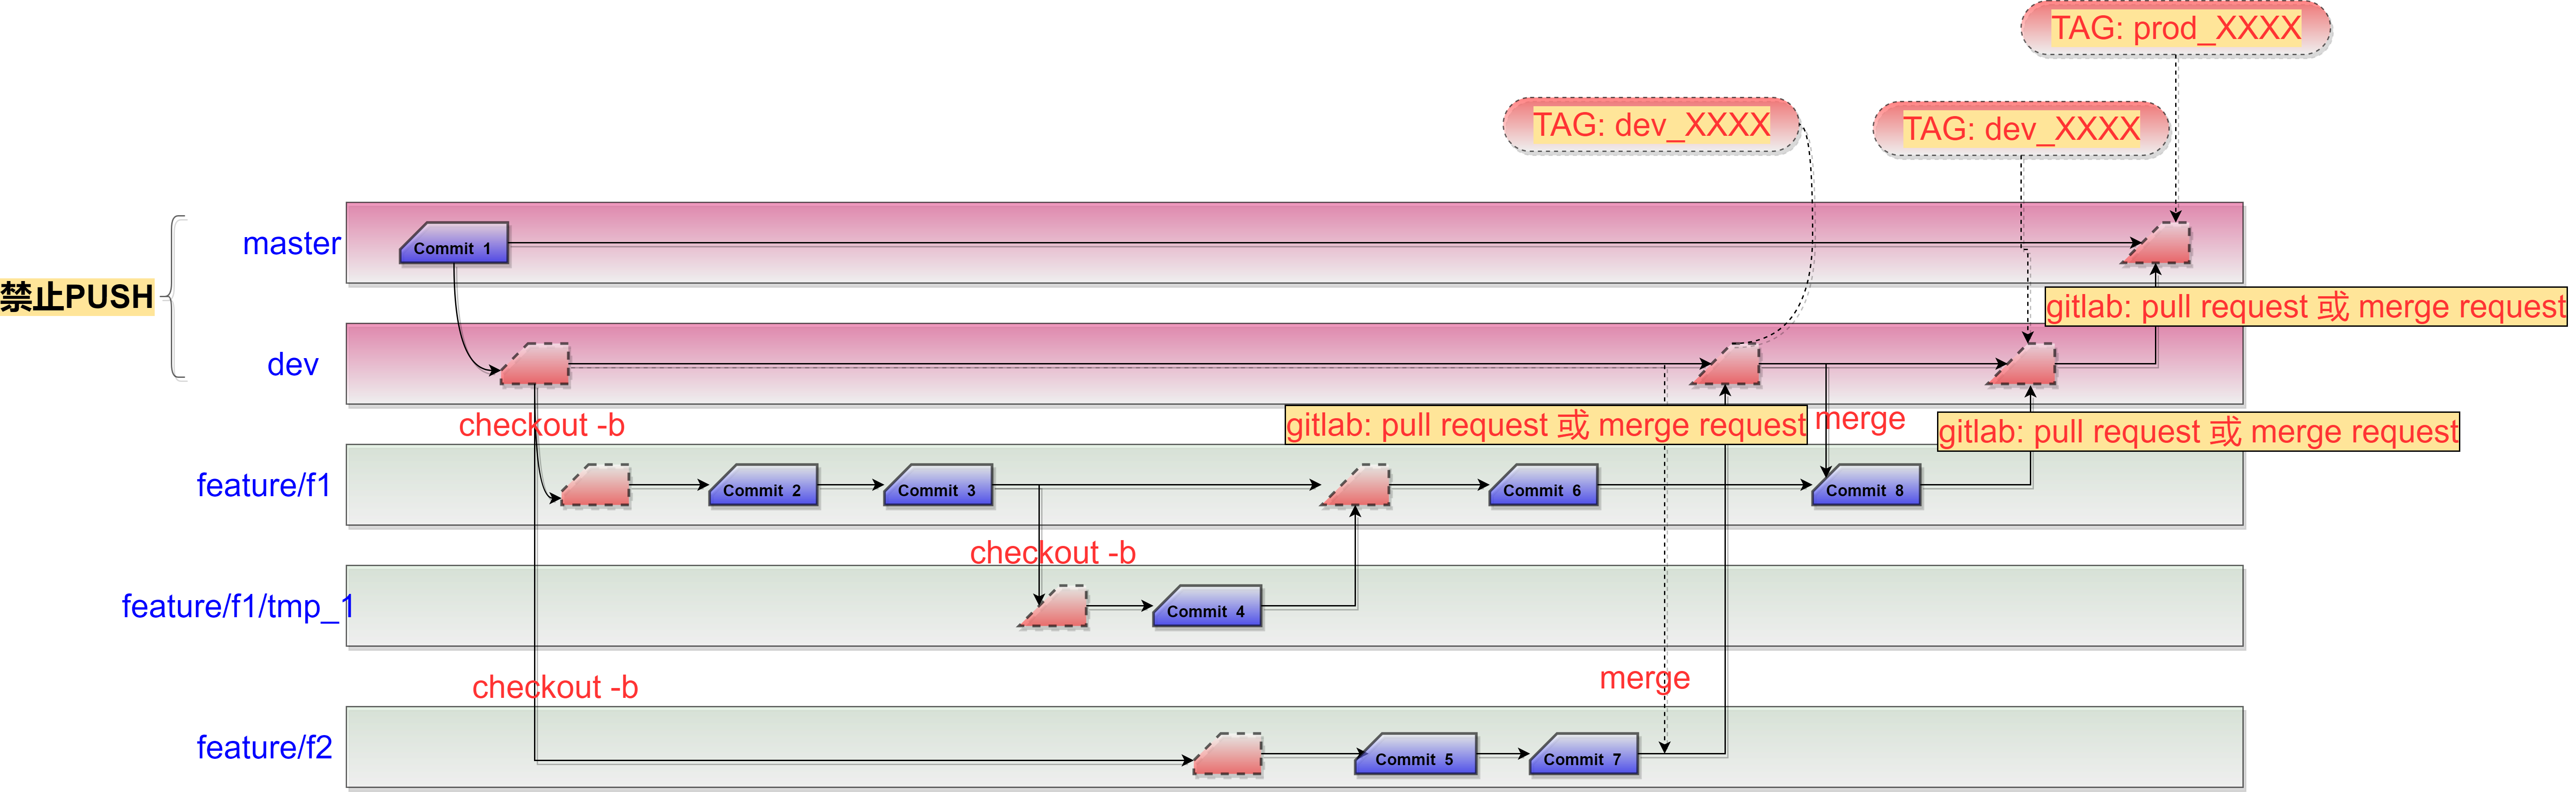 TAG: prod_XXXX
TAG: dev_XXXX
TAG: dev_XXXX
master
Commit 1
禁止PUSH
gitlab: pull request 或 merge request
dev
checkout -b
gitlab: pull request 或 merge request
merge
gitlab: pull request 或 merge request
feature/f1
Commit 2
Commit 3
Commit 6
Commit 8
checkout -b
feature/f1/tmp_1
Commit 4
checkout -b
merge
feature/f2
Commit 5
Commit 7